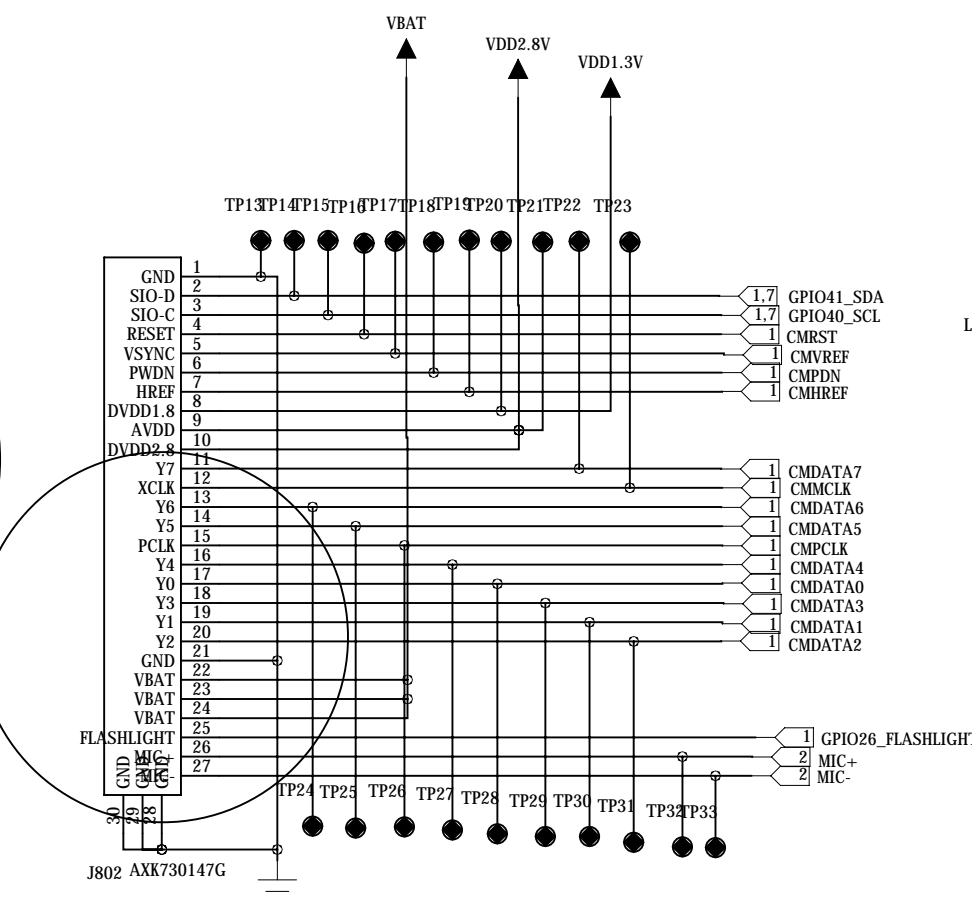 VBAT
VDD2.8V
VDD1.3V
TP13 TP14 TP15 TP16 TP17 TP18 TP19 TP20 TP21 TP22 TP23
GND 1
SIO-D 2 1,7 GPIO41_SDA
SIO-C 3 1,7 GPIO40_SCL
L
RESET 4 1 CMRST
VSYNC 5 1 CMVREF
PWDN 6 1 CMPDN
HREF 7 1 CMHREF
DVDD1.8 8
AVDD 9
DVDD2.8 10
Y7 11 1 CMDATA7
XCLK 12 1 CMMCLK
Y6 13 1 CMDATA6
Y5 14 1 CMDATA5
PCLK 15 1 CMPCLK
Y4 16 1 CMDATA4
Y0 17 1 CMDATA0
Y3 18 1 CMDATA3
Y1 19 1 CMDATA1
Y2 20 1 CMDATA2
GND 21
VBAT 22
VBAT 23
VBAT 24
FLASHLIGHT 25 1 GPIO26_FLASHLIGHT
MIC+ 26 2 MIC+
MIC- 27 2 MIC-
GND GND GND
30 29 28
TP24 TP25 TP26 TP27 TP28 TP29 TP30 TP31 TP32 TP33
J802 AXK730147G